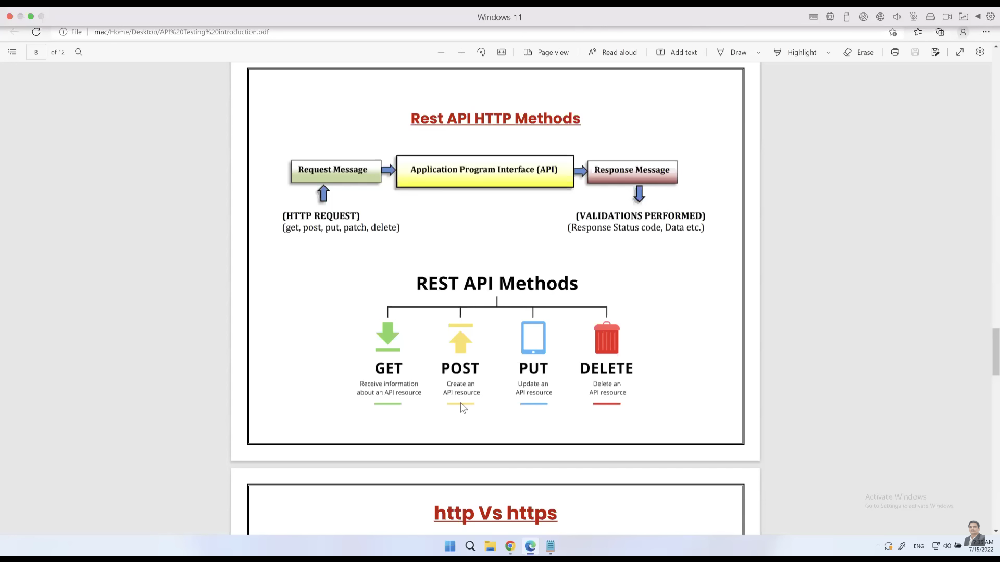 Windows 11
File
mac/Home/Desktop/API%20Testing%20introduction.pdf
8 of 12
Page view
Read aloud
Add text
Draw
Highlight
Erase
Rest API HTTP Methods
Request Message
Application Program Interface (API)
Response Message
(HTTP REQUEST)
(get, post, put, patch, delete)
(VALIDATIONS PERFORMED)
(Response Status code, Data etc.)
REST API Methods
GET
Receive information
about an API resource
POST
Create an
API resource
PUT
Update an
API resource
DELETE
Delete an
API resource
http Vs https
Activate Windows
Go to Settings to activate Windows.
ENG
7:35 AM
7/15/2022